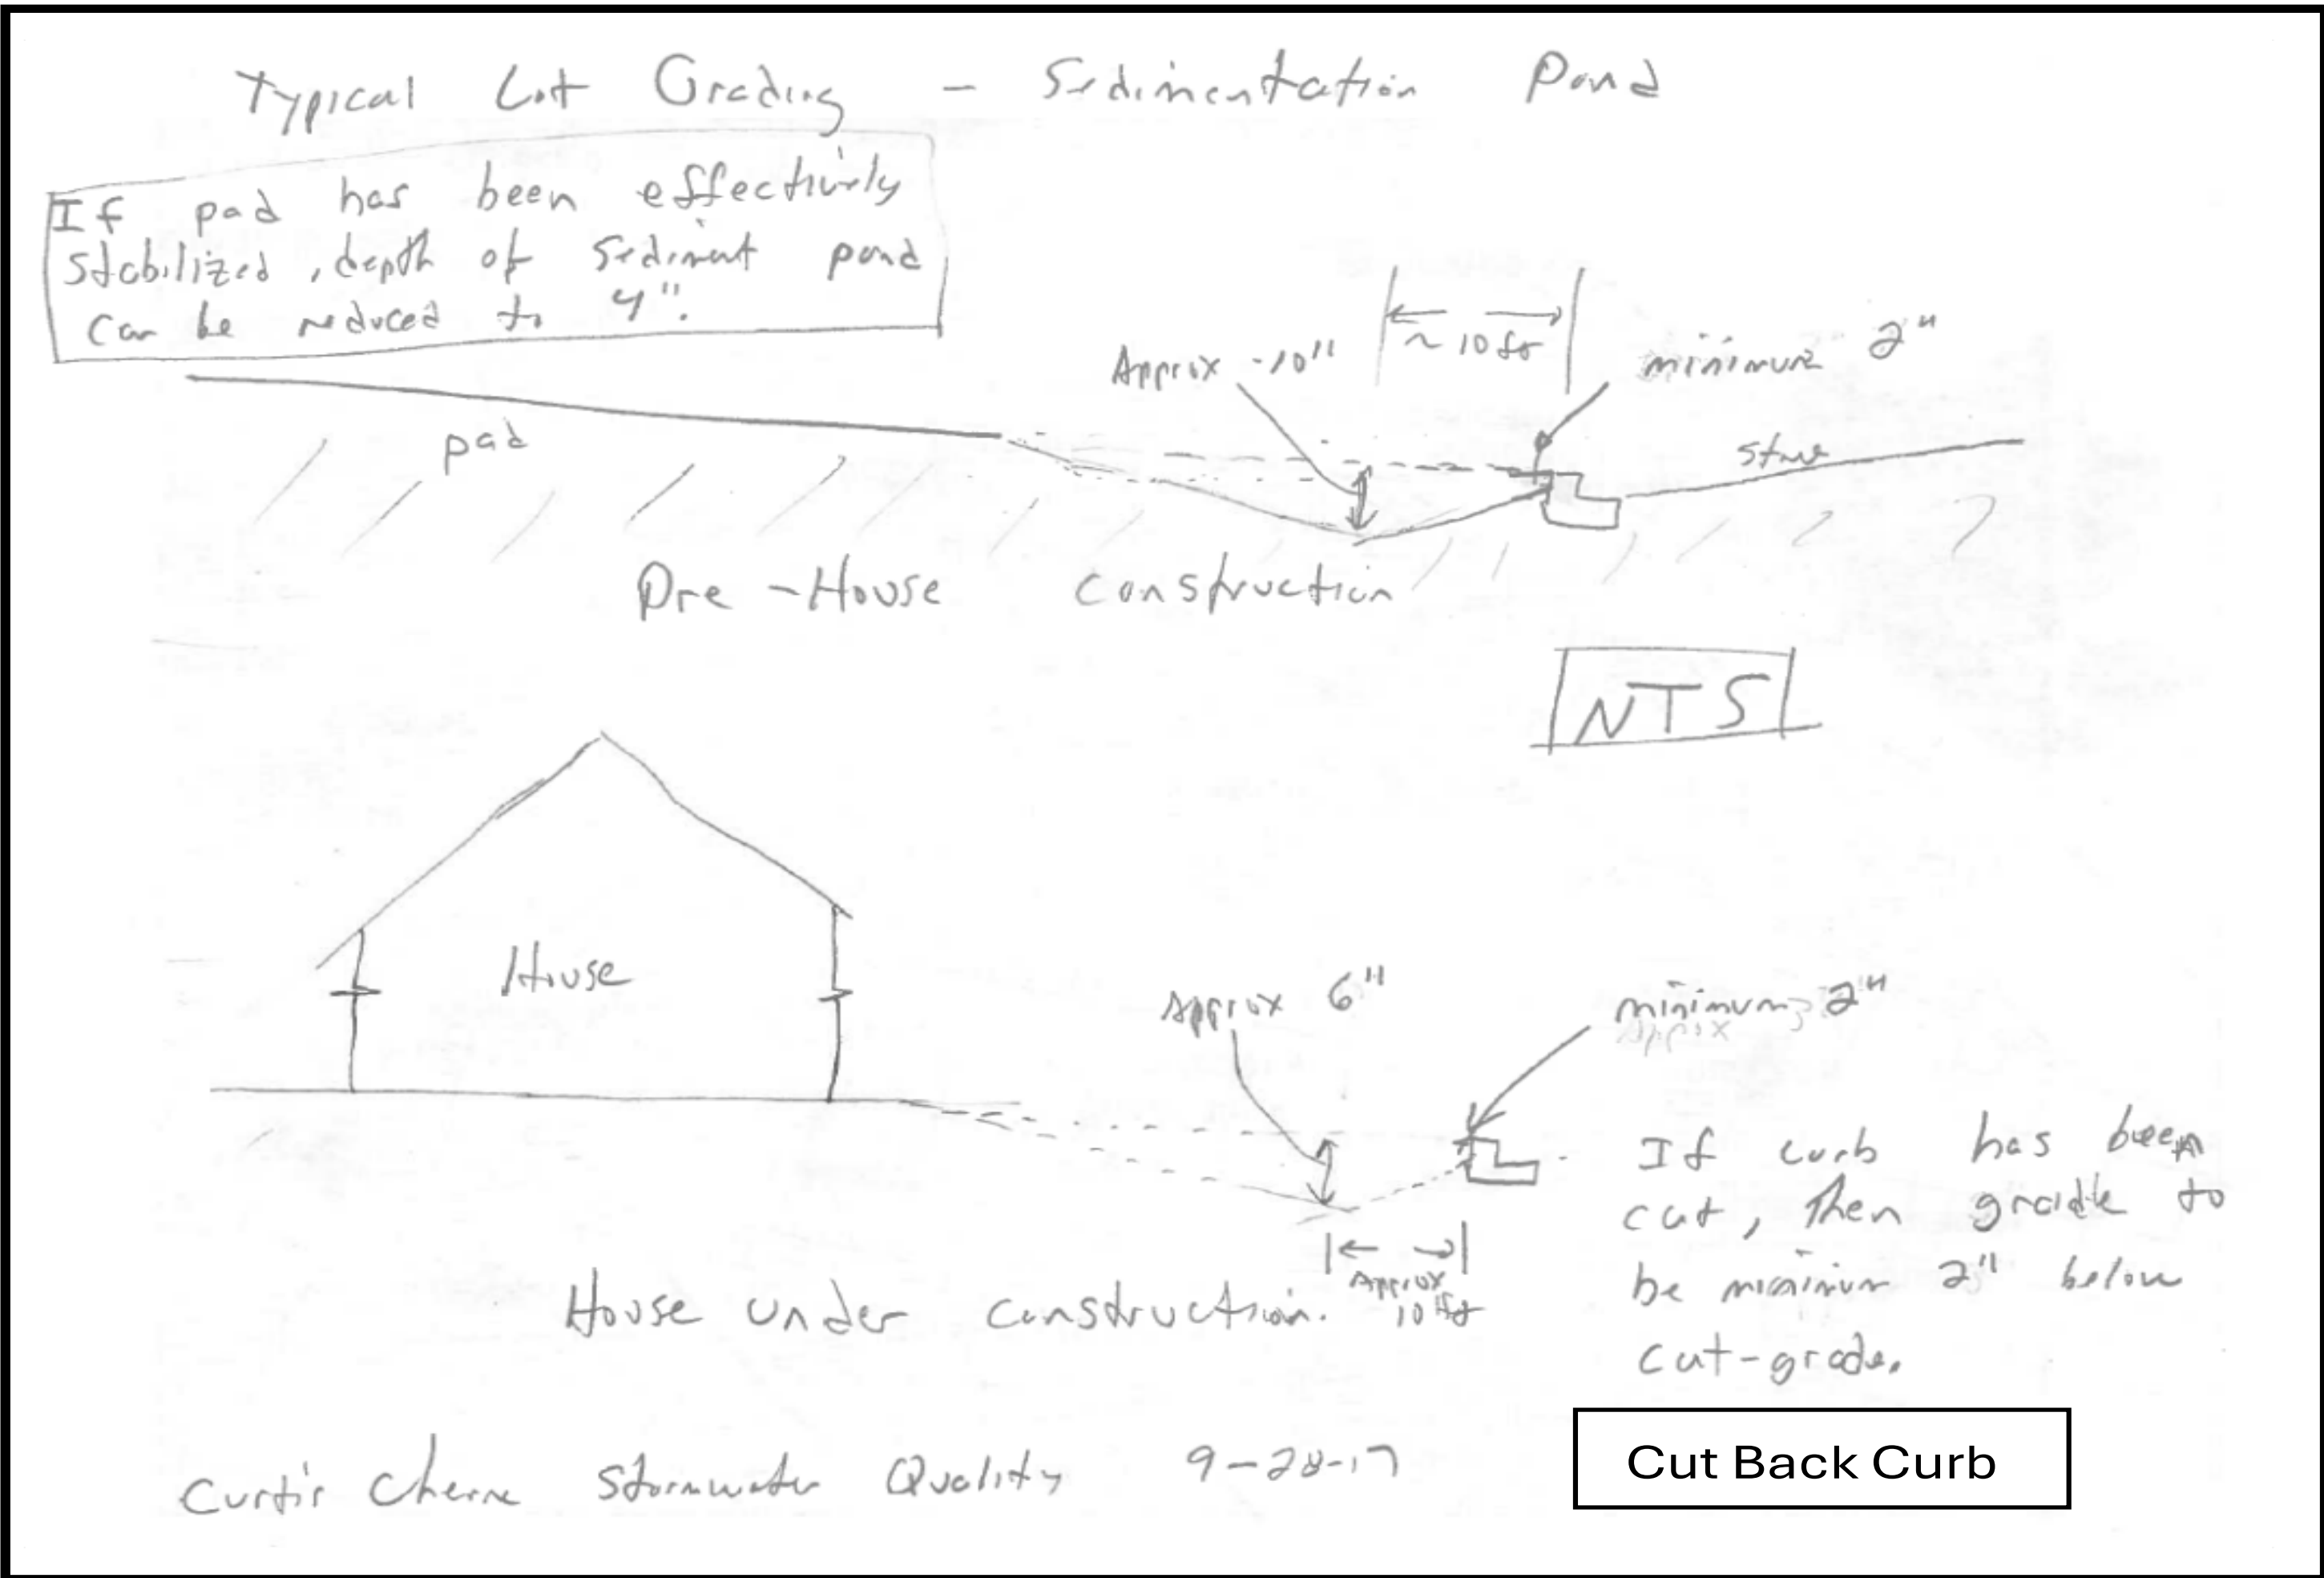 Typical Lot Grading - Sedimentation Pond
If pad has been effectively
stabilized, depth of sediment pond
can be reduced to 4".
~ 10 ft
Approx -10"
minimum 2"
pad
Pre-House Construction
NTS
House
Approx 6"
minimum 2"
Approx
If curb has been
cut, then grade to
be minimum 2" below
cut-grade.
Approx
10 ft
House under construction.
Curtis Cherne Stormwater Quality 9-28-17
Cut Back Curb